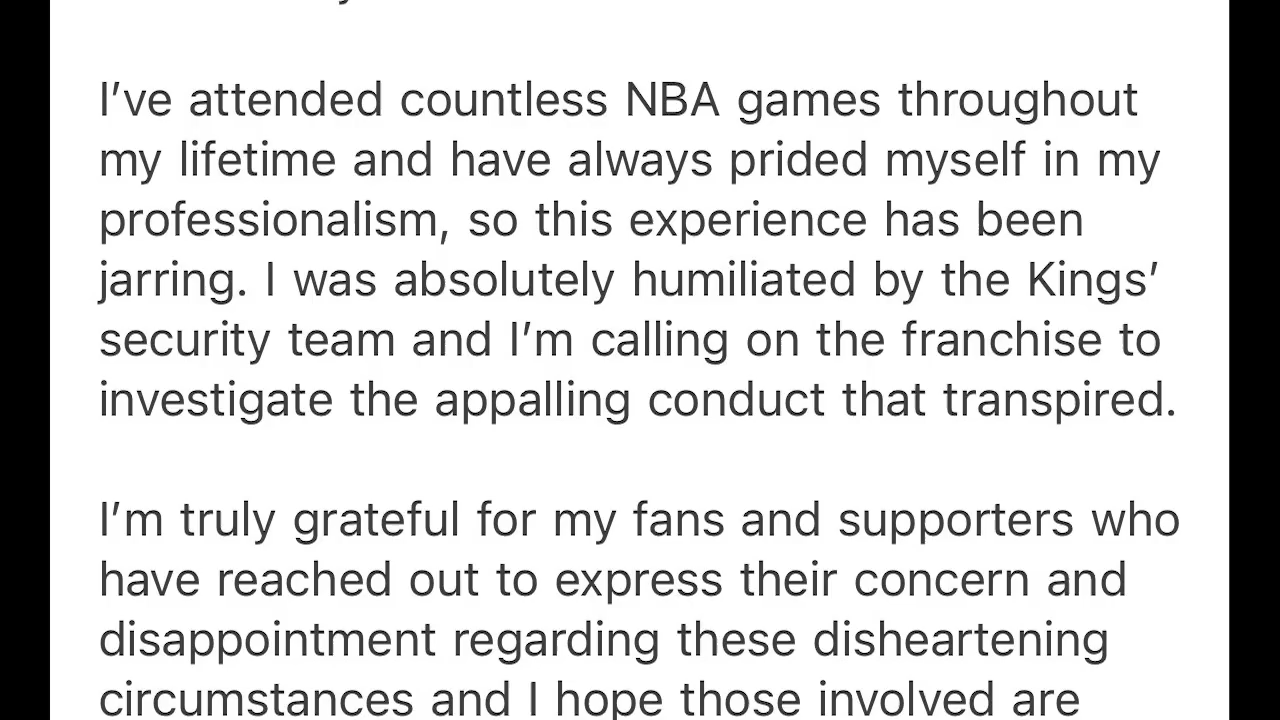 I’ve attended countless NBA games throughout
my lifetime and have always prided myself in my
professionalism, so this experience has been
jarring. I was absolutely humiliated by the Kings’
security team and I’m calling on the franchise to
investigate the appalling conduct that transpired.
I’m truly grateful for my fans and supporters who
have reached out to express their concern and
disappointment regarding these disheartening
circumstances and I hope those involved are